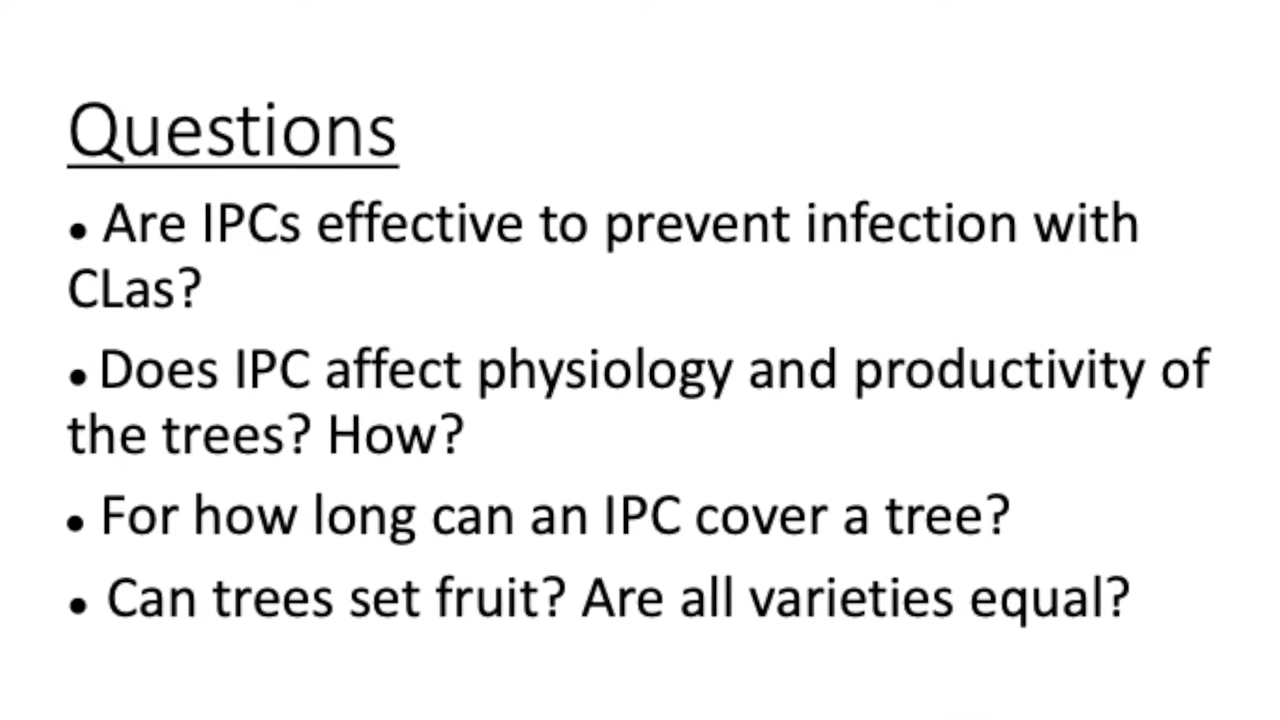 Questions
• Are IPCs effective to prevent infection with
CLas?
• Does IPC affect physiology and productivity of
the trees? How?
• For how long can an IPC cover a tree?
• Can trees set fruit? Are all varieties equal?